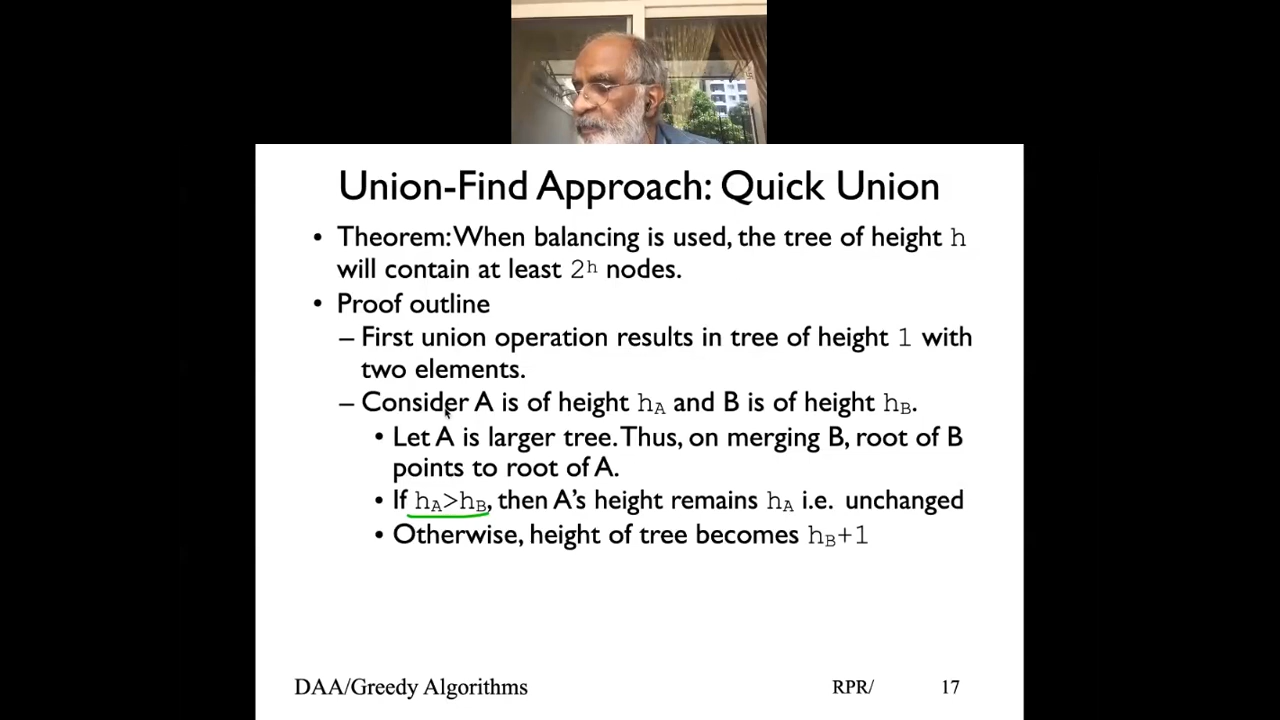 Union-Find Approach: Quick Union
• Theorem: When balancing is used, the tree of height h
will contain at least 2ʰ nodes.
• Proof outline
– First union operation results in tree of height 1 with
two elements.
– Consider A is of height hA and B is of height hB.
• Let A is larger tree. Thus, on merging B, root of B
points to root of A.
• If hA>hB, then A's height remains hA i.e. unchanged
• Otherwise, height of tree becomes hB+1
DAA/Greedy Algorithms RPR/ 17